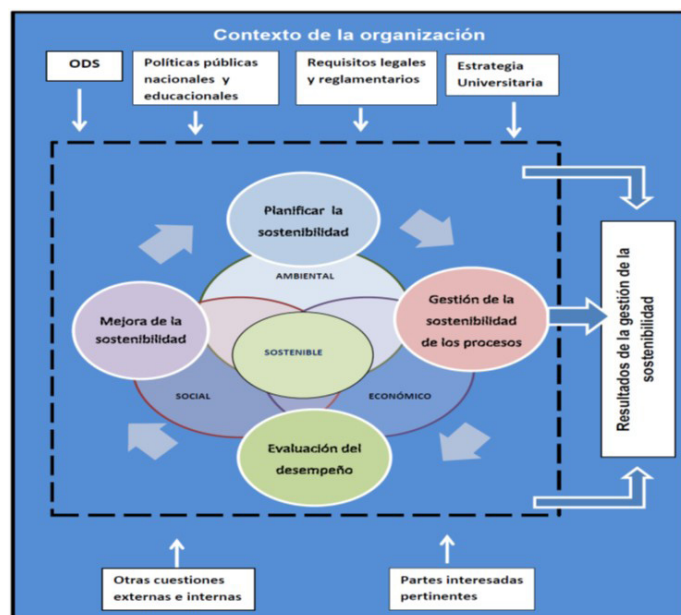 Contexto de la organización
ODS
Políticas públicas
nacionales y
educacionales
Requisitos legales
y reglamentarios
Estrategia
Universitaria
Planificar la
sostenibilidad
AMBIENTAL
Mejora de la
sostenibilidad
Gestión de la
sostenibilidad
de los procesos
SOSTENIBLE
SOCIAL
ECONÓMICO
Evaluación del
desempeño
Resultados de la gestión de la
sostenibilidad
Otras cuestiones
externas e internas
Partes interesadas
pertinentes